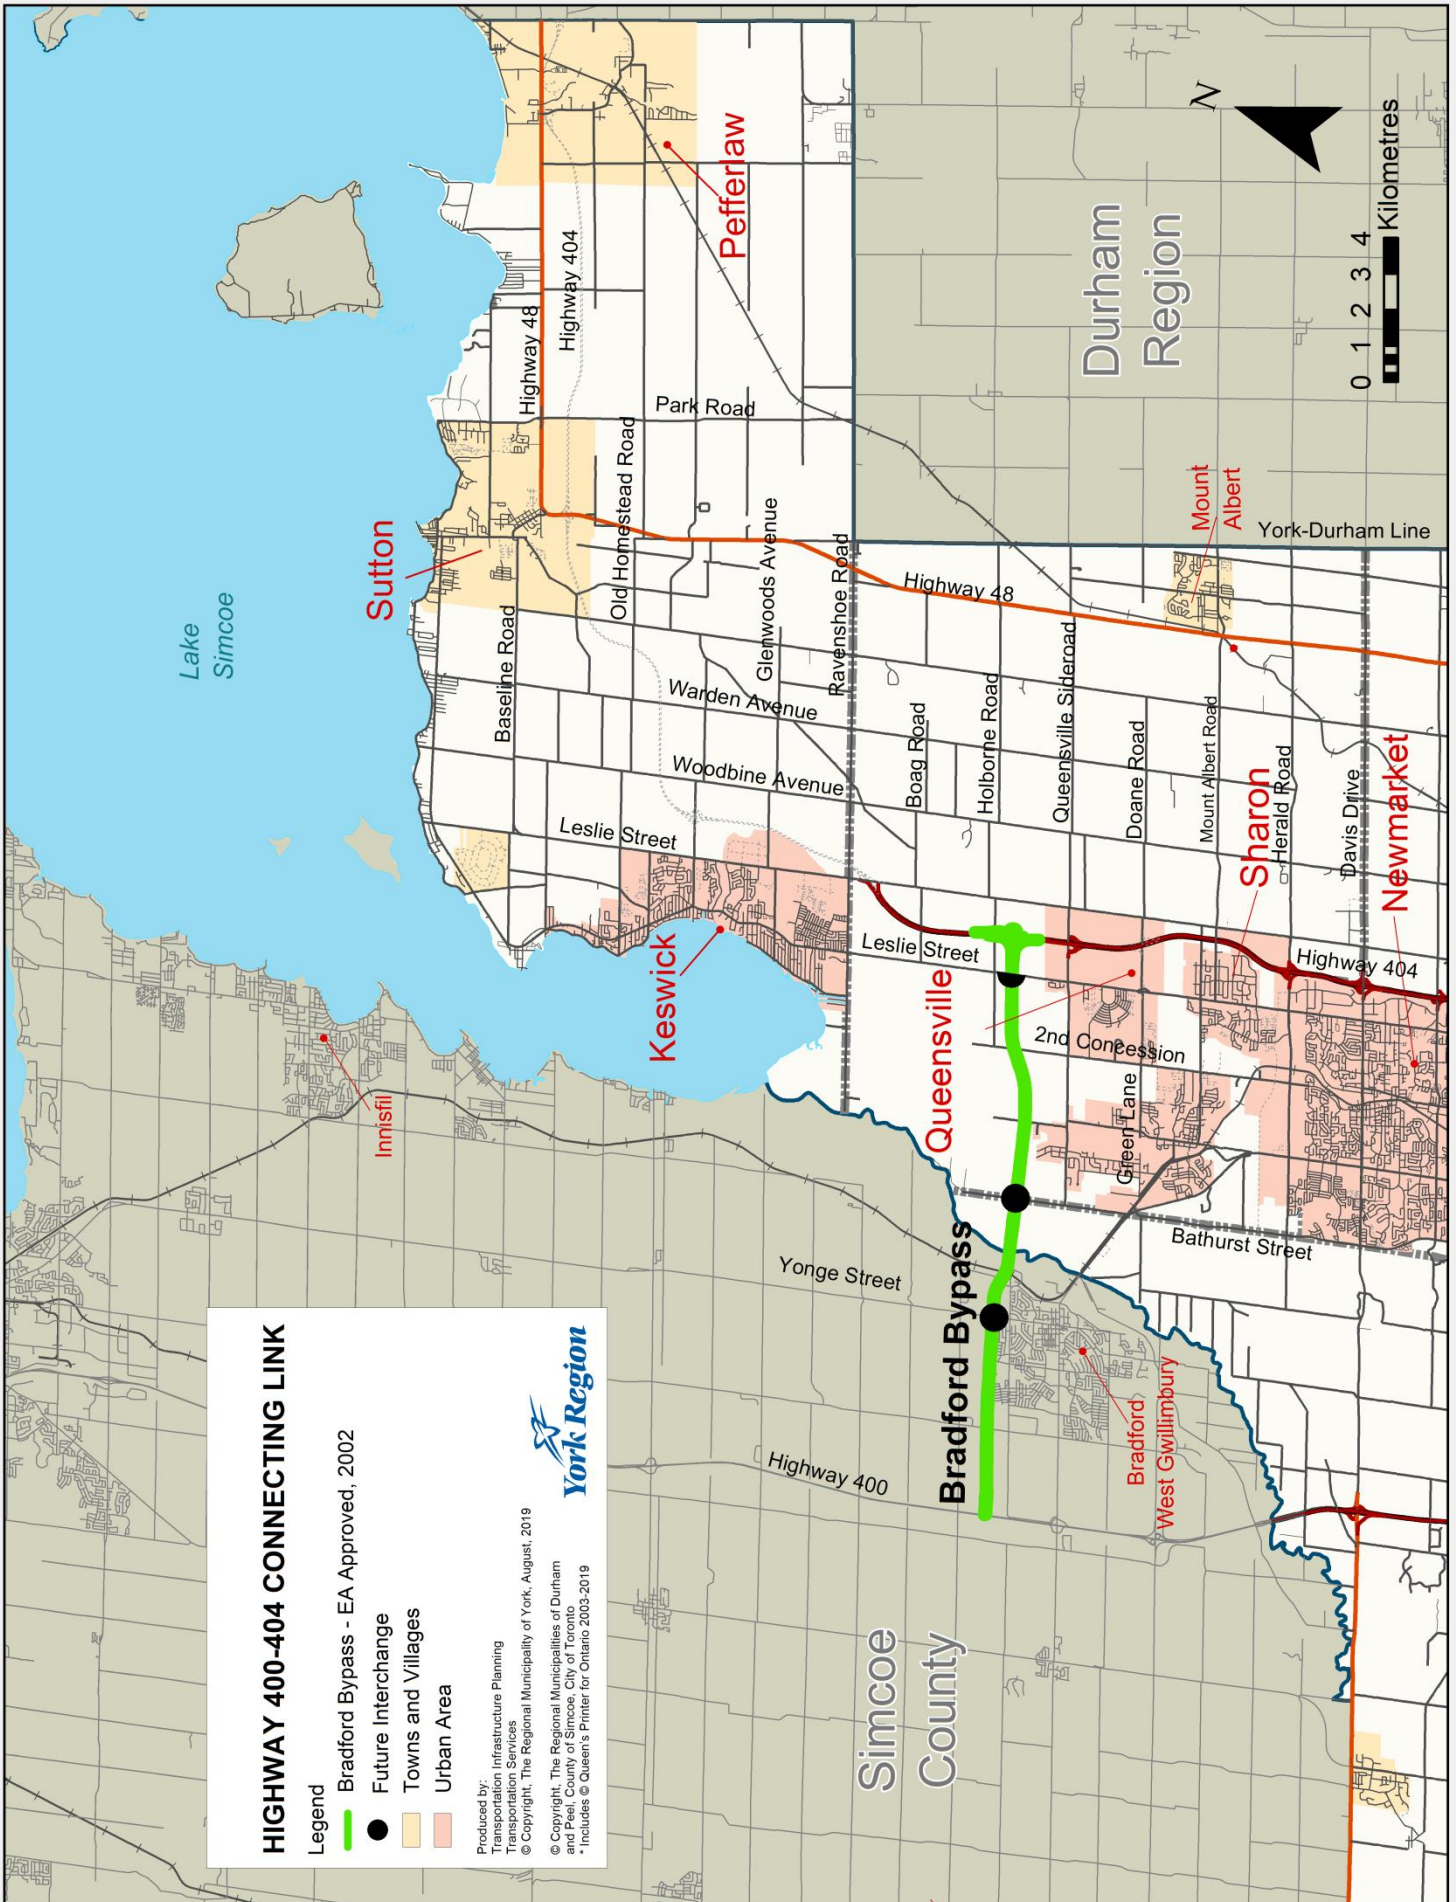 HIGHWAY 400-404 CONNECTING LINK
Legend
Bradford Bypass - EA Approved, 2002
Future Interchange
Towns and Villages
Urban Area
Produced by:
Transportation Infrastructure Planning
Transportation Services
© Copyright, The Regional Municipality of York, August, 2019
© Copyright, The Regional Municipalities of Durham
and Peel, County of Simcoe, City of Toronto
* Includes © Queen's Printer for Ontario 2003-2019
York Region
Lake
Simcoe
Innisfil
Keswick
Sutton
Pefferlaw
Baseline Road
Highway 48
Highway 404
Old Homestead Road
Park Road
Leslie Street
Woodbine Avenue
Warden Avenue
Glenwoods Avenue
Ravenshoe Road
Yonge Street
Highway 400
Simcoe
County
Bradford Bypass
Queensville
Leslie Street
Boag Road
Highway 48
Holborne Road
2nd Concession
Queensville Sideroad
Bradford
West Gwillimbury
Green Lane
Doane Road
Bathurst Street
Mount Albert Road
Mount
Albert
Sharon
Herald Road
Highway 404
Davis Drive
Newmarket
York-Durham Line
Durham
Region
N
0 1 2 3 4
Kilometres